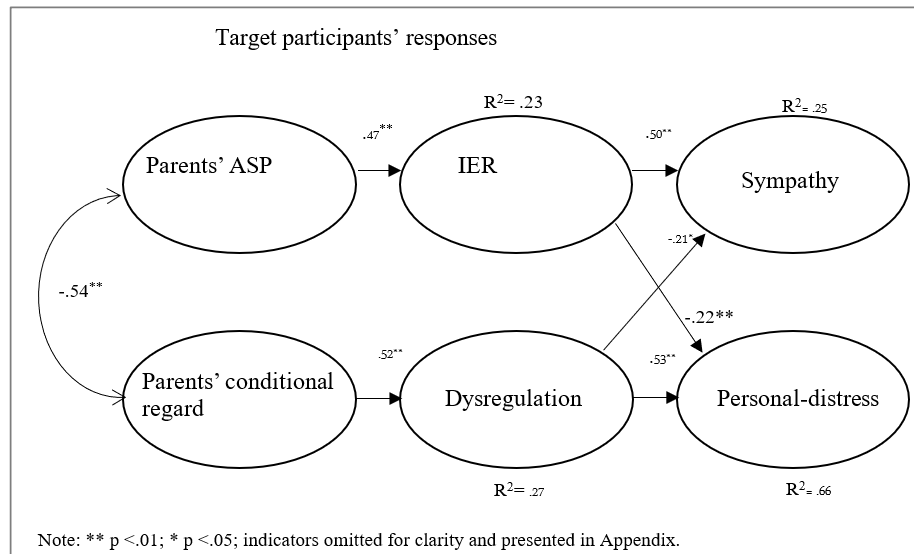 Target participants’ responses
R²= .23
R²= .25
.47**
.50**
Parents’ ASP
IER
Sympathy
-.21*
-.54**
-.22**
.52**
.53**
Parents’ conditional
regard
Dysregulation
Personal-distress
R²= .27
R²= .66
Note: ** p <.01; * p <.05; indicators omitted for clarity and presented in Appendix.